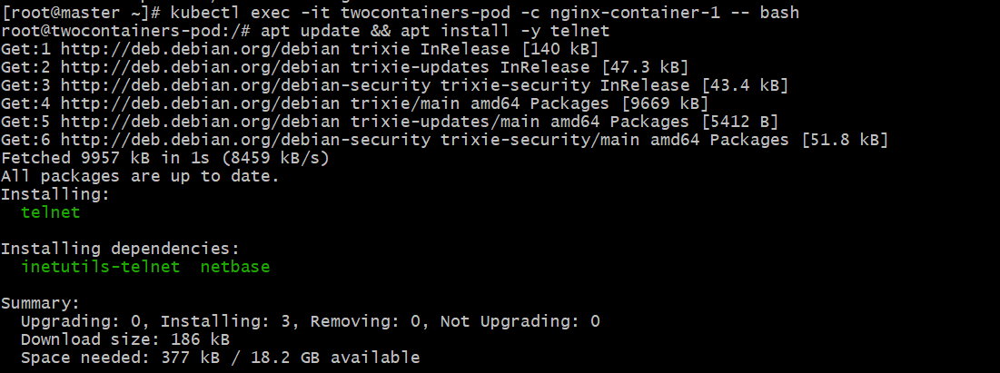 [root@master ~]# kubectl exec -it twocontainers-pod -c nginx-container-1 -- bash
root@twocontainers-pod:/# apt update && apt install -y telnet
Get:1 http://deb.debian.org/debian trixie InRelease [140 kB]
Get:2 http://deb.debian.org/debian trixie-updates InRelease [47.3 kB]
Get:3 http://deb.debian.org/debian-security trixie-security InRelease [43.4 kB]
Get:4 http://deb.debian.org/debian trixie/main amd64 Packages [9669 kB]
Get:5 http://deb.debian.org/debian trixie-updates/main amd64 Packages [5412 B]
Get:6 http://deb.debian.org/debian-security trixie-security/main amd64 Packages [51.8 kB]
Fetched 9957 kB in 1s (8459 kB/s)
All packages are up to date.
Installing:
  telnet

Installing dependencies:
  inetutils-telnet  netbase

Summary:
  Upgrading: 0, Installing: 3, Removing: 0, Not Upgrading: 0
  Download size: 186 kB
  Space needed: 377 kB / 18.2 GB available